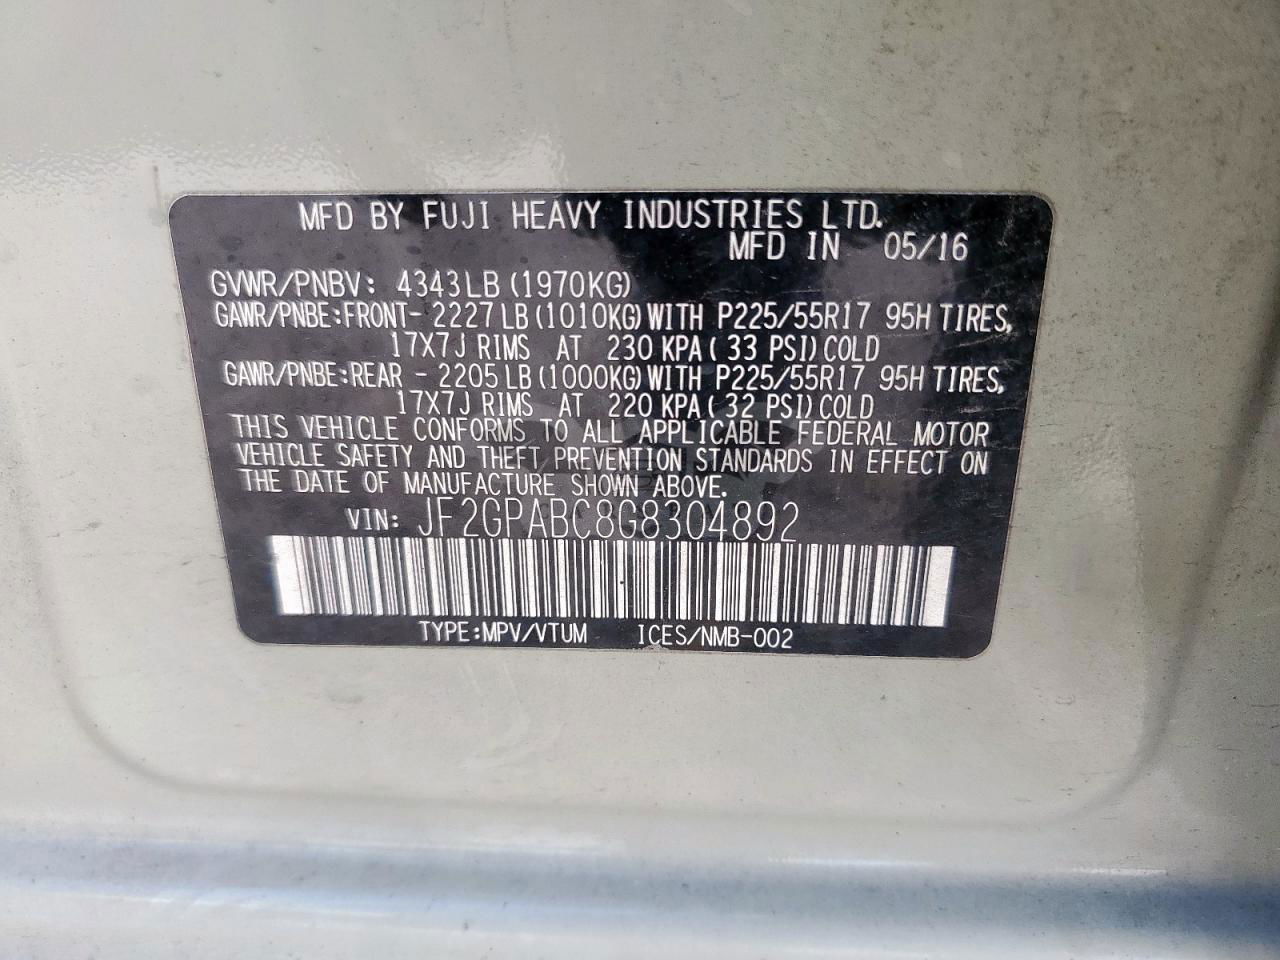 MFD BY FUJI HEAVY INDUSTRIES LTD.
MFD IN 05/16
GVWR/PNBV: 4343LB (1970KG)
GAWR/PNBE:FRONT- 2227LB (1010KG) WITH P225/55R17 95H TIRES,
17X7J RIMS AT 230 KPA( 33 PSI) COLD
GAWR/PNBE:REAR - 2205LB (1000KG) WITH P225/55R17 95H TIRES,
17X7J RIMS AT 220 KPA( 32 PSI) COLD
THIS VEHICLE CONFORMS TO ALL APPLICABLE FEDERAL MOTOR
VEHICLE SAFETY AND THEFT PREVENTION STANDARDS IN EFFECT ON
THE DATE OF MANUFACTURE SHOWN ABOVE.
VIN: JF2GPABC8G8304892
TYPE:MPV/VTUM ICES/NMB-002